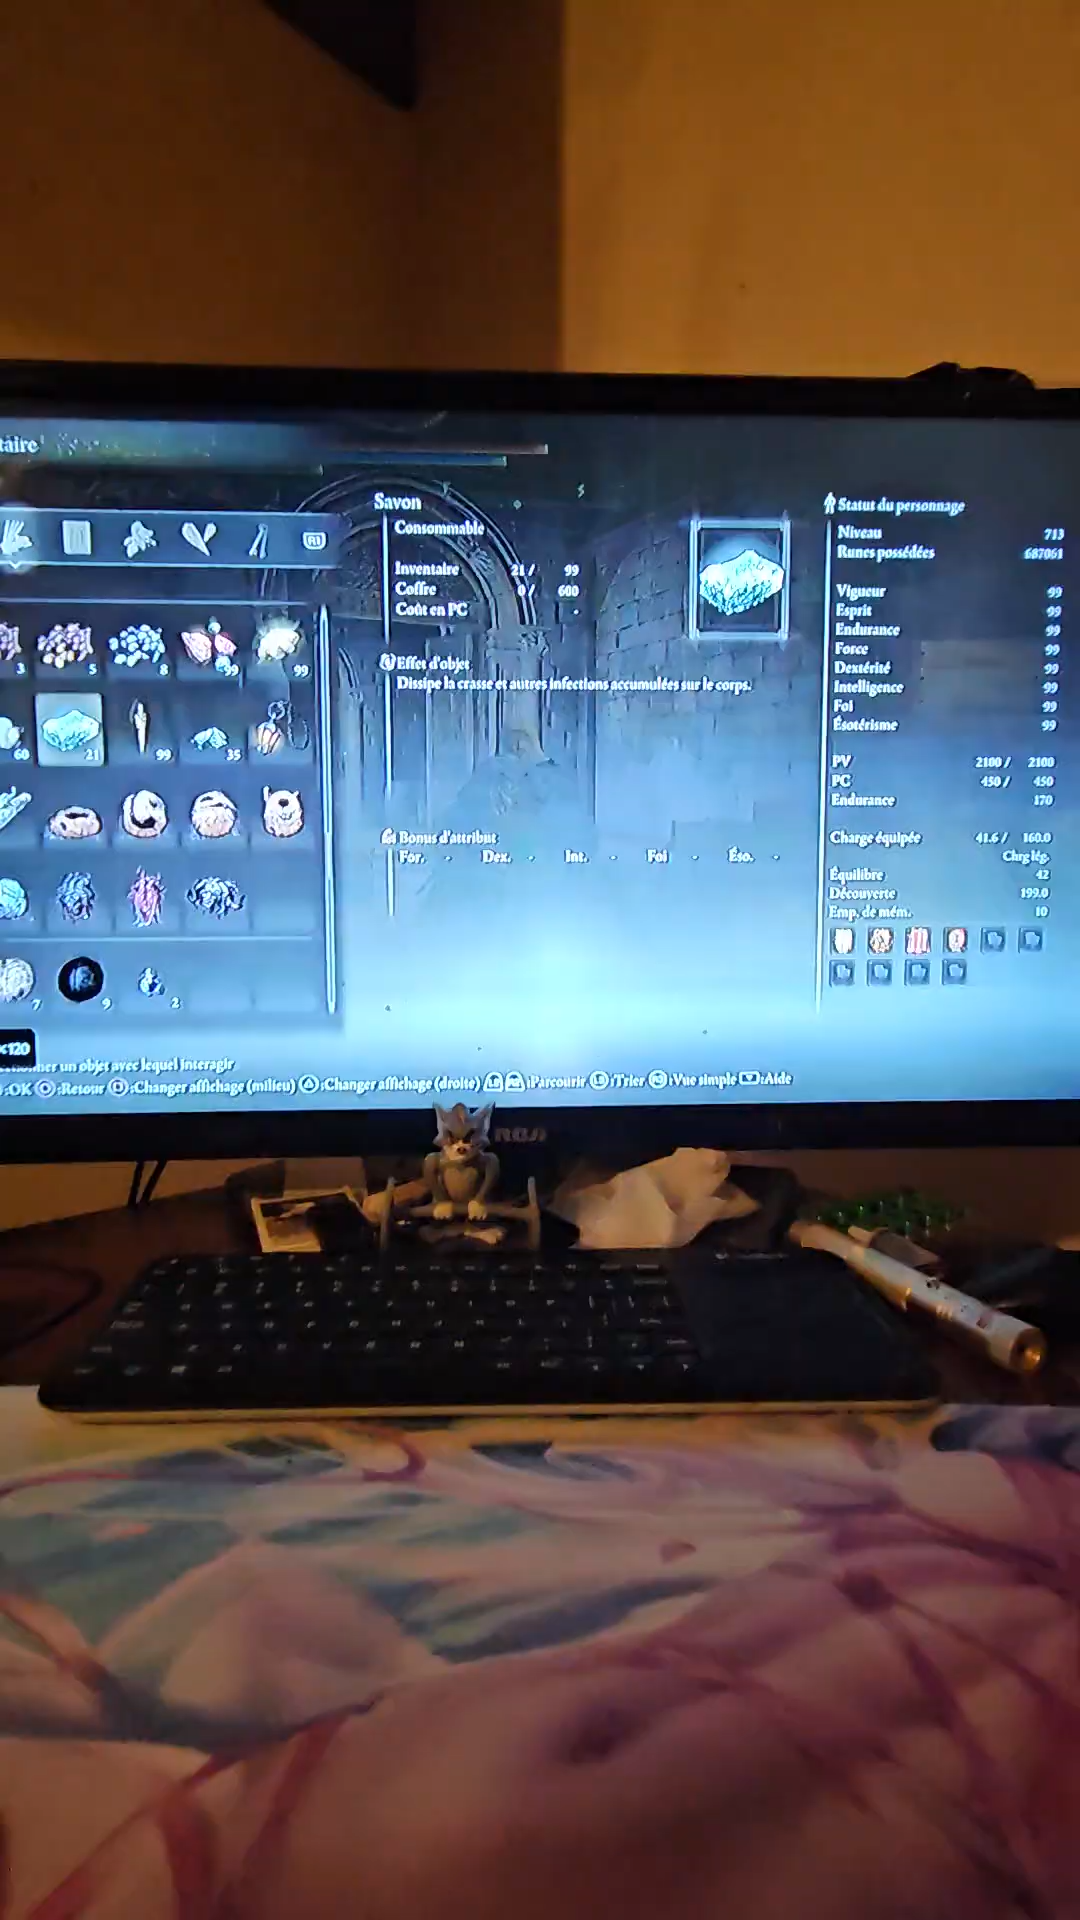 taire
Savon
Consommable
Inventaire 21 / 99
Coffre 0 / 600
Coût en PC -
Effet d'objet
Dissipe la crasse et autres infections accumulées sur le corps.
Bonus d'attribut
For. - Dex. - Int. - Foi - Éso. -
R1
3 5 8 99 99
60 21 99 35
7 9 2
×120
ner un objet avec lequel interagir
:OK :Retour :Changer affichage (milieu) :Changer affichage (droite) :Parcourir :Trier :Vue simple :Aide
Statut du personnage
Niveau 713
Runes possédées 687061
Vigueur 99
Esprit 99
Endurance 99
Force 99
Dextérité 99
Intelligence 99
Foi 99
Ésotérisme 99
PV 2100 / 2100
PC 450 / 450
Endurance 170
Charge équipée 41.6 / 160.0
Chrg lég.
Équilibre 42
Découverte 199.0
Emp. de mém. 10
RCA